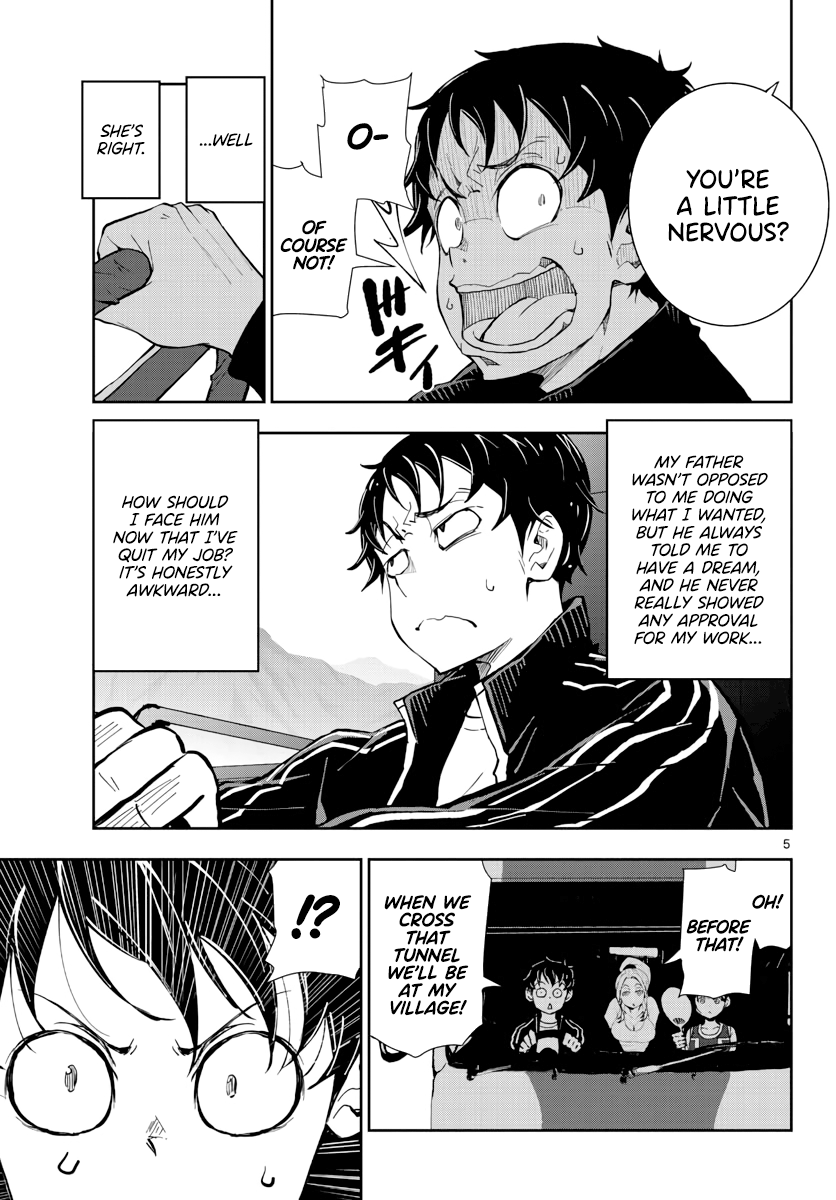 YOU'RE
A LITTLE
NERVOUS?
O-
OF
COURSE
NOT!
ドキィ
...WELL
SHE'S
RIGHT.
MY FATHER
WASN'T OPPOSED
TO ME DOING
WHAT I WANTED,
BUT HE ALWAYS
TOLD ME TO
HAVE A DREAM,
AND HE NEVER
REALLY SHOWED
ANY APPROVAL
FOR MY WORK...
HOW SHOULD
I FACE HIM
NOW THAT I'VE
QUIT MY JOB?
IT'S HONESTLY
AWKWARD...
5
OH!
BEFORE
THAT!
WHEN WE
CROSS
THAT
TUNNEL
WE'LL BE
AT MY
VILLAGE!
!?